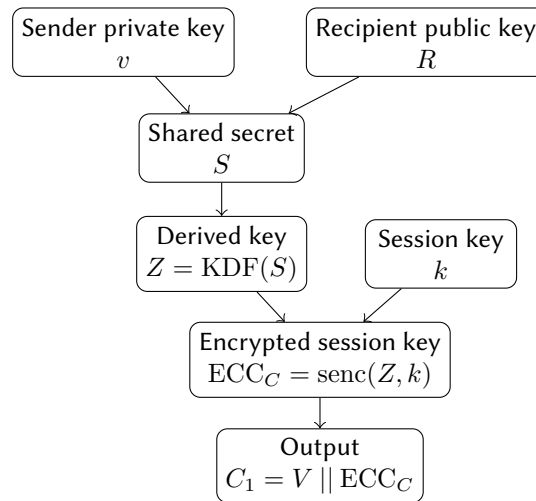 Sender private key
v
Recipient public key
R
Shared secret
S
Derived key
Z = KDF(S)
Session key
k
Encrypted session key
ECC_C = senc(Z, k)
Output
C_1 = V || ECC_C